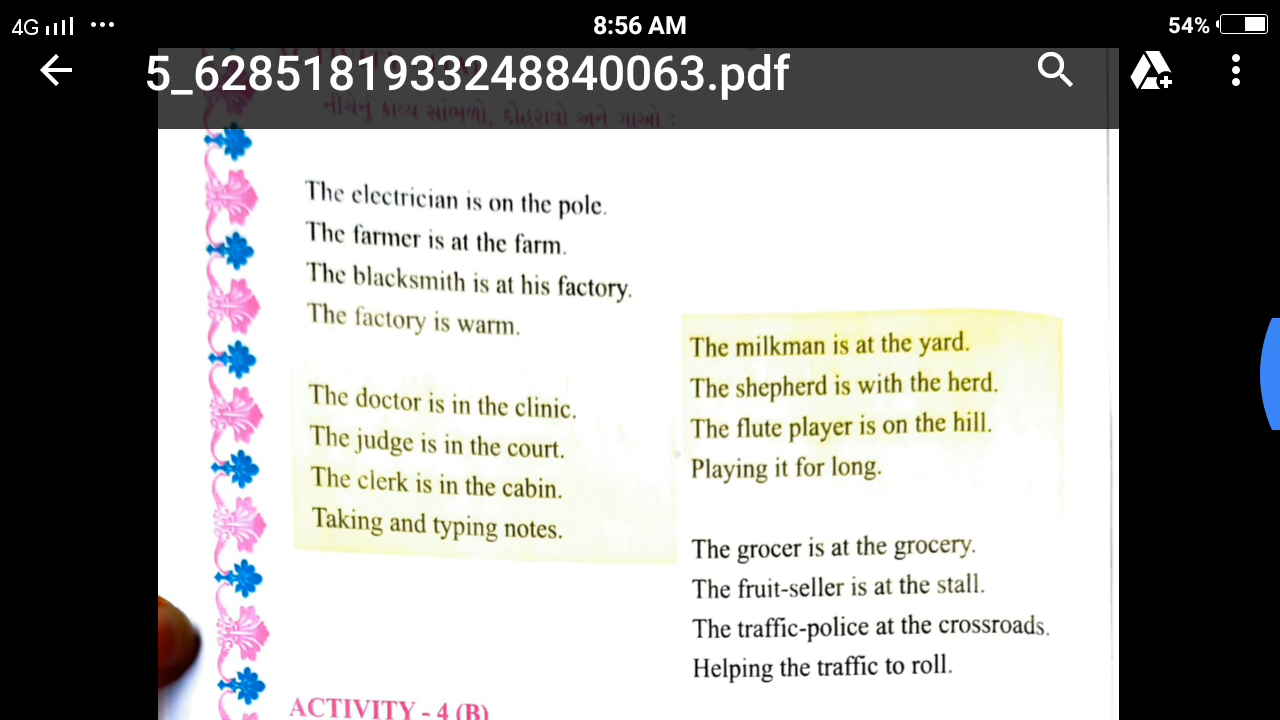 4G
8:56 AM
54%
5_6285181933248840063.pdf
નીચેનું કાવ્ય સાંભળો, દોહરાવો અને ગાઓ :
The electrician is on the pole.
The farmer is at the farm.
The blacksmith is at his factory.
The factory is warm.
The doctor is in the clinic.
The judge is in the court.
The clerk is in the cabin.
Taking and typing notes.
The milkman is at the yard.
The shepherd is with the herd.
The flute player is on the hill.
Playing it for long.
The grocer is at the grocery.
The fruit-seller is at the stall.
The traffic-police at the crossroads.
Helping the traffic to roll.
ACTIVITY - 4 (B)